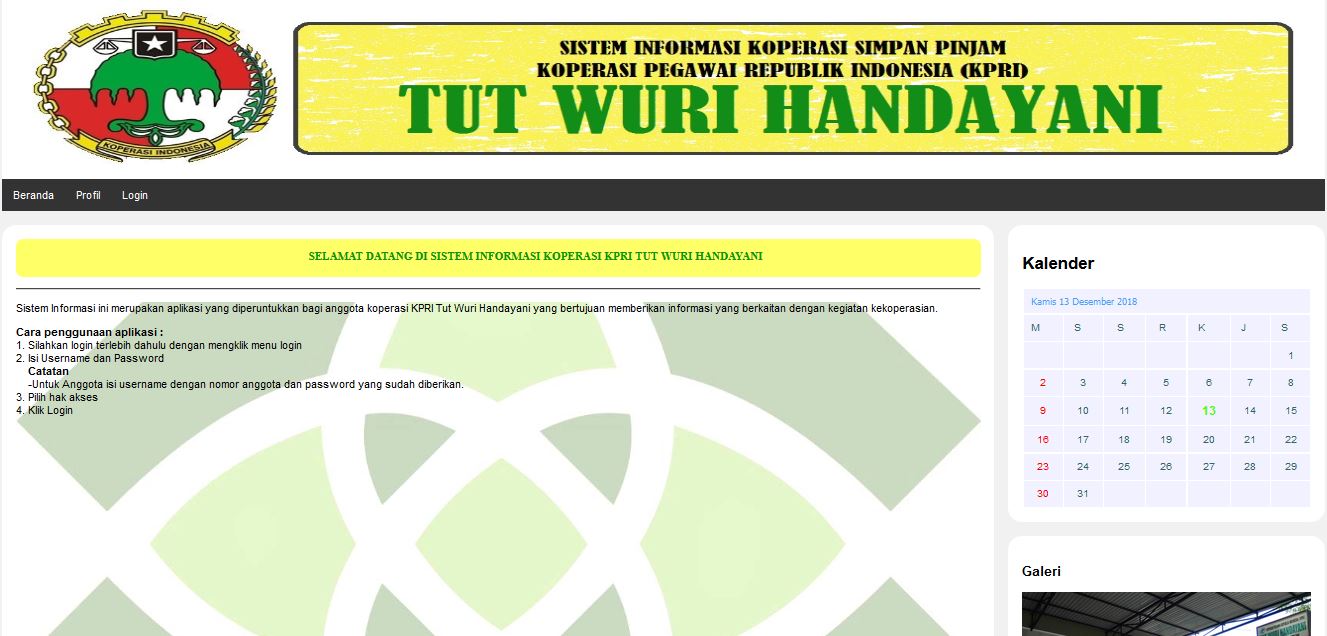 KOPERASI INDONESIA
SISTEM INFORMASI KOPERASI SIMPAN PINJAM
KOPERASI PEGAWAI REPUBLIK INDONESIA (KPRI)
TUT WURI HANDAYANI
Beranda Profil Login
SELAMAT DATANG DI SISTEM INFORMASI KOPERASI KPRI TUT WURI HANDAYANI
Sistem Informasi ini merupakan aplikasi yang diperuntukkan bagi anggota koperasi KPRI Tut Wuri Handayani yang bertujuan memberikan informasi yang berkaitan dengan kegiatan kekoperasian.
Cara penggunaan aplikasi :
1. Silahkan login terlebih dahulu dengan mengklik menu login
2. Isi Username dan Password
Catatan
-Untuk Anggota isi username dengan nomor anggota dan password yang sudah diberikan.
3. Pilih hak akses
4. Klik Login
Kalender
Kamis 13 Desember 2018
M S S R K J S
1
2 3 4 5 6 7 8
9 10 11 12 13 14 15
16 17 18 19 20 21 22
23 24 25 26 27 28 29
30 31
Galeri
WURI HANDAYANI